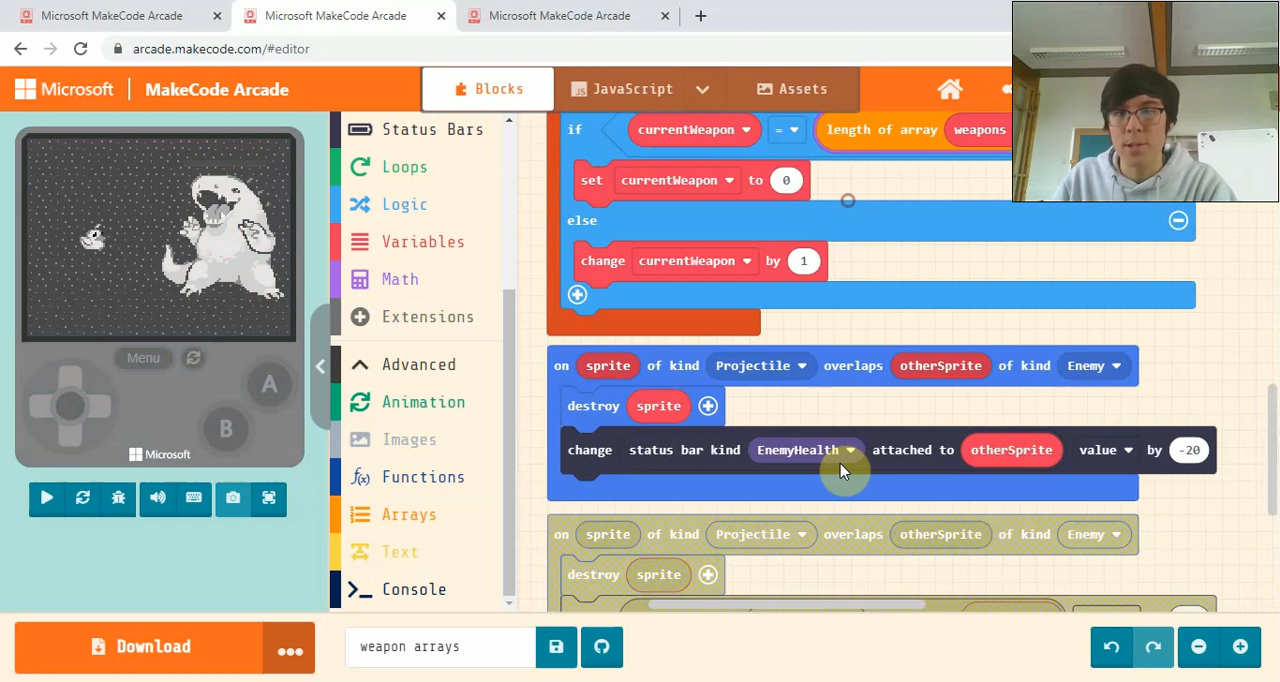 Microsoft MakeCode Arcade
Microsoft MakeCode Arcade
Microsoft MakeCode Arcade
arcade.makecode.com/#editor
Microsoft MakeCode Arcade
Blocks JavaScript Assets
Status Bars
Loops
Logic
Variables
Math
Extensions
Advanced
Animation
Images
Functions
Arrays
Text
Console
if currentWeapon = length of array weapons
set currentWeapon to 0
else
change currentWeapon by 1
on sprite of kind Projectile overlaps otherSprite of kind Enemy
destroy sprite
change status bar kind EnemyHealth attached to otherSprite value by -20
on sprite of kind Projectile overlaps otherSprite of kind Enemy
destroy sprite
Menu
A
B
Microsoft
Download
weapon arrays